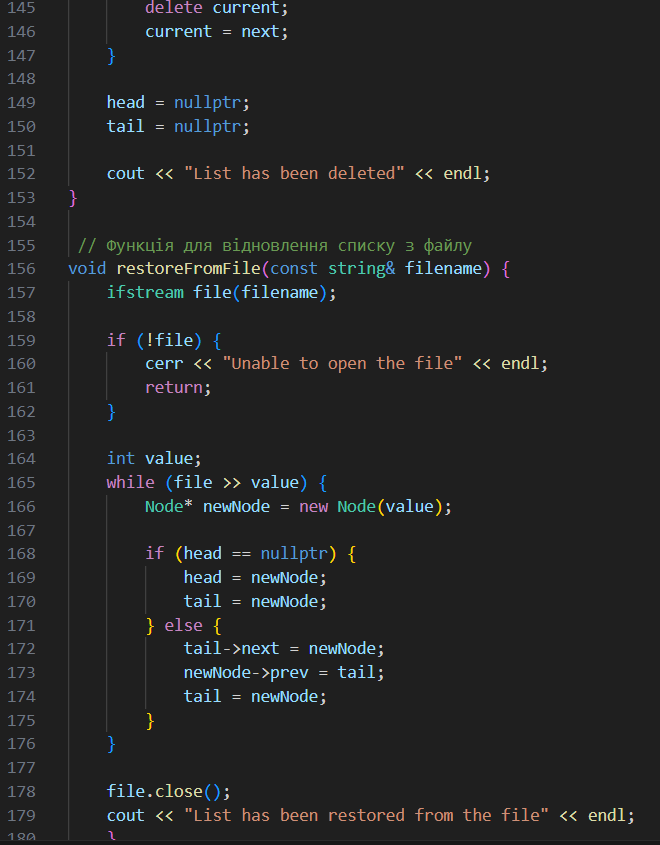 145 delete current;
146 current = next;
147 }
148
149 head = nullptr;
150 tail = nullptr;
151
152 cout << "List has been deleted" << endl;
153 }
154
155 // Функція для відновлення списку з файлу
156 void restoreFromFile(const string& filename) {
157 ifstream file(filename);
158
159 if (!file) {
160 cerr << "Unable to open the file" << endl;
161 return;
162 }
163
164 int value;
165 while (file >> value) {
166 Node* newNode = new Node(value);
167
168 if (head == nullptr) {
169 head = newNode;
170 tail = newNode;
171 } else {
172 tail->next = newNode;
173 newNode->prev = tail;
174 tail = newNode;
175 }
176 }
177
178 file.close();
179 cout << "List has been restored from the file" << endl;
180 }